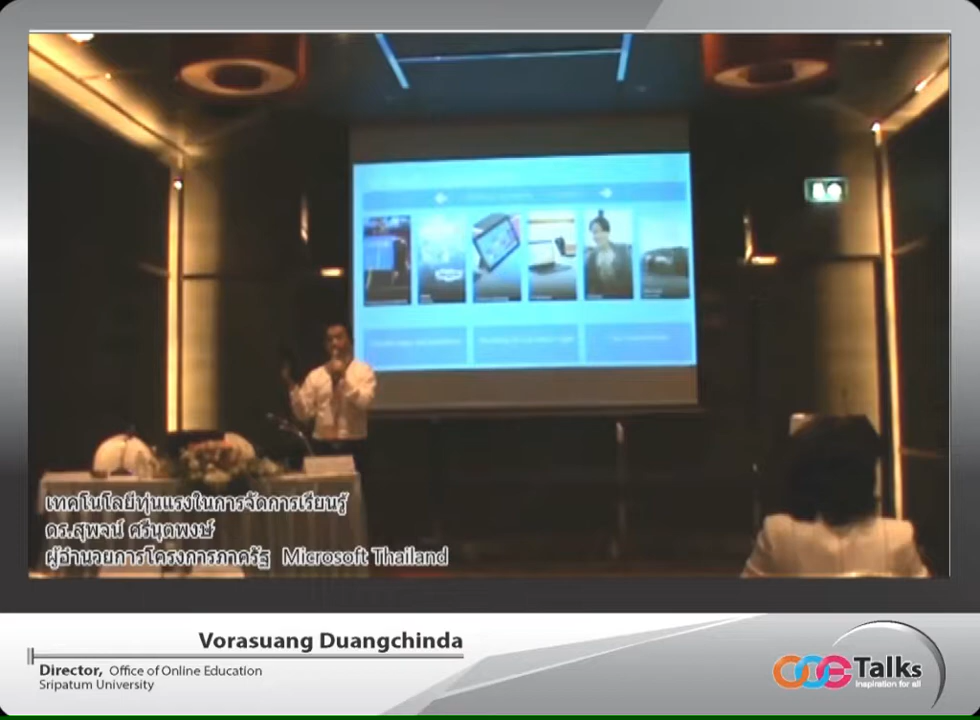 เทคโนโลยีทุ่นแรงในการจัดการเรียนรู้
ดร.สุพจน์ ศรีนุตพงษ์
ผู้อำนวยการโครงการภาครัฐ Microsoft Thailand
Vorasuang Duangchinda
Director, Office of Online Education
Sripatum University
OOE Talks
Inspiration for all